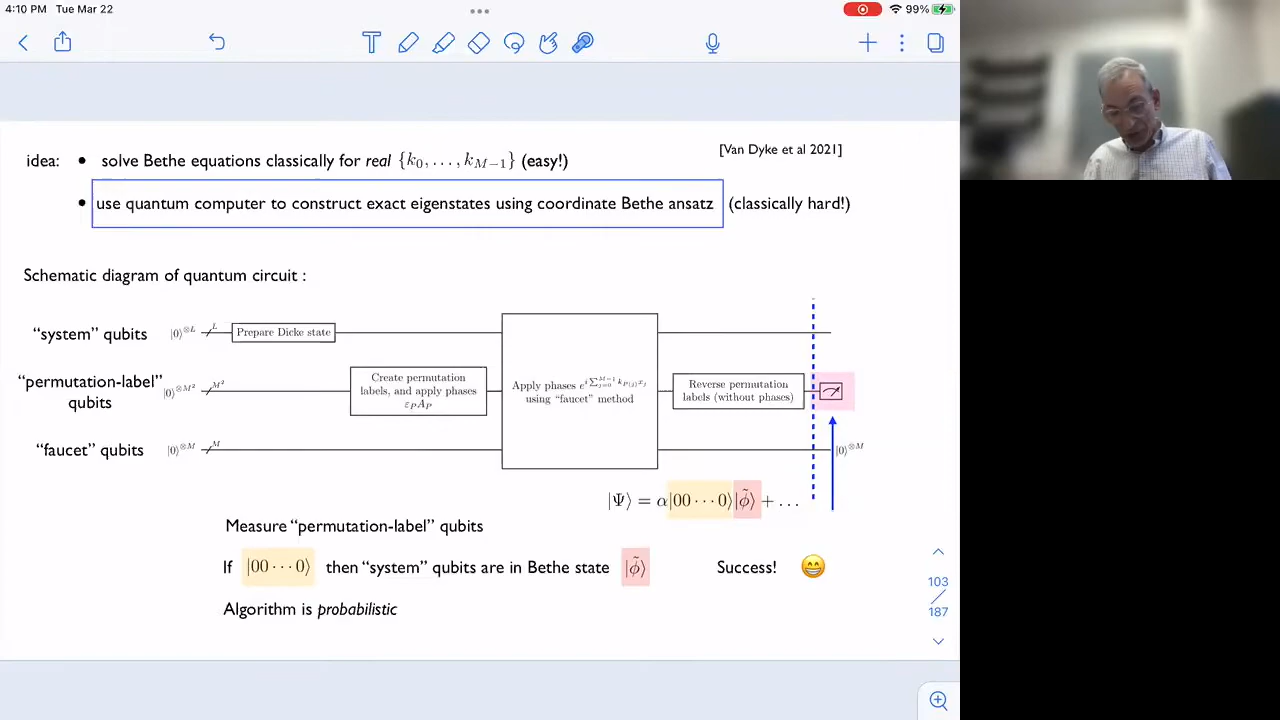 4:10 PM Tue Mar 22
99%
idea: • solve Bethe equations classically for real {k₀, . . . , k_{M−1}} (easy!) [Van Dyke et al 2021]
• use quantum computer to construct exact eigenstates using coordinate Bethe ansatz (classically hard!)
Schematic diagram of quantum circuit :
“system” qubits |0⟩^{⊗L} L Prepare Dicke state
“permutation-label” qubits |0⟩^{⊗M²} M²
Create permutation labels, and apply phases ε_P A_P
Apply phases e^{i∑_{j=0}^{M−1} k_{P(j)}x_j} using “faucet” method
Reverse permutation labels (without phases)
“faucet” qubits |0⟩^{⊗M} M |0⟩^{⊗M}
|Ψ⟩ = α|00 · · · 0⟩|ϕ̃⟩ + . . .
Measure “permutation-label” qubits
If |00 · · · 0⟩ then “system” qubits are in Bethe state |ϕ̃⟩ Success! 😁
Algorithm is probabilistic
103
/
187